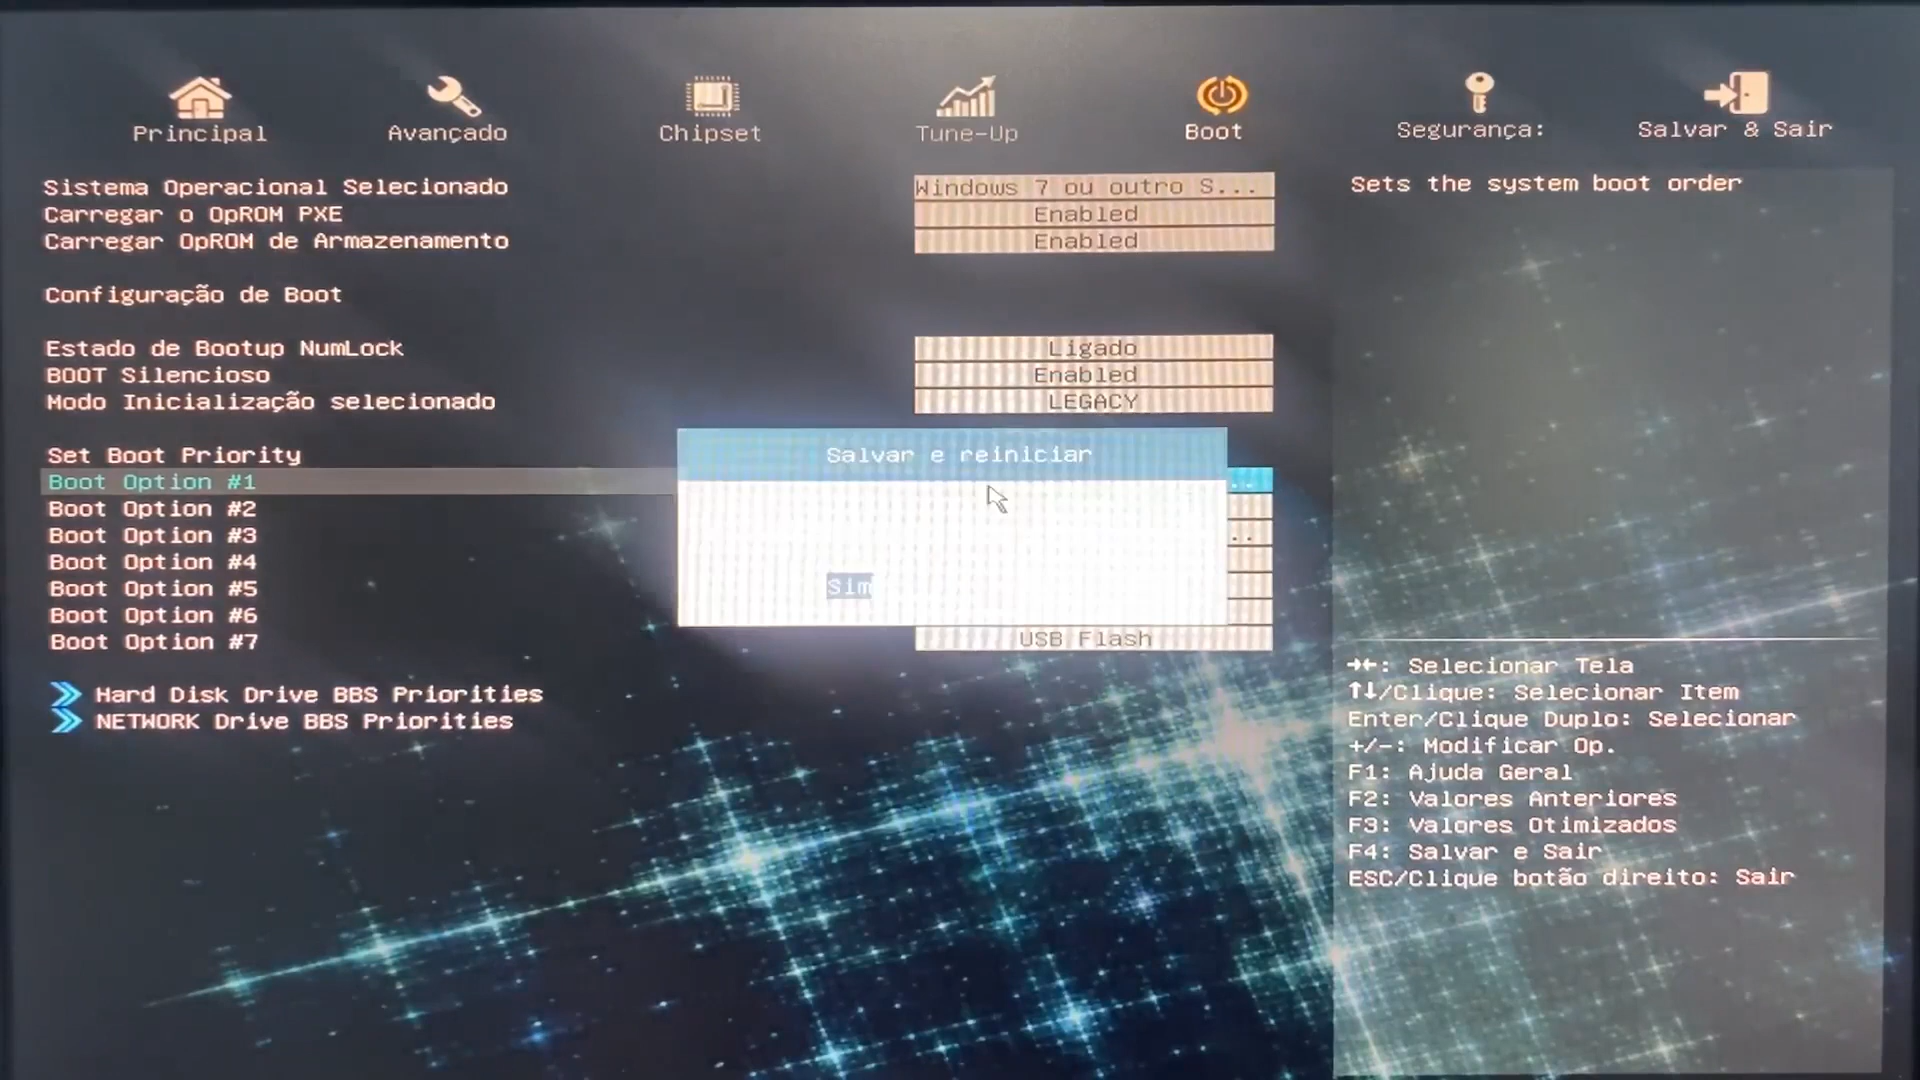 Principal
Avançado
Chipset
Tune-Up
Boot
Segurança:
Salvar & Sair
Sistema Operacional Selecionado
Windows 7 ou outro S...
Carregar o OpROM PXE
Enabled
Carregar OpROM de Armazenamento
Enabled
Configuração de Boot
Estado de Bootup NumLock
Ligado
BOOT Silencioso
Enabled
Modo Inicialização selecionado
LEGACY
Set Boot Priority
Boot Option #1
Boot Option #2
Boot Option #3
Boot Option #4
Boot Option #5
Boot Option #6
Boot Option #7
USB Flash
Salvar e reiniciar
Sim
Hard Disk Drive BBS Priorities
NETWORK Drive BBS Priorities
Sets the system boot order
→←: Selecionar Tela
↑↓/Clique: Selecionar Item
Enter/Clique Duplo: Selecionar
+/-: Modificar Op.
F1: Ajuda Geral
F2: Valores Anteriores
F3: Valores Otimizados
F4: Salvar e Sair
ESC/Clique botão direito: Sair